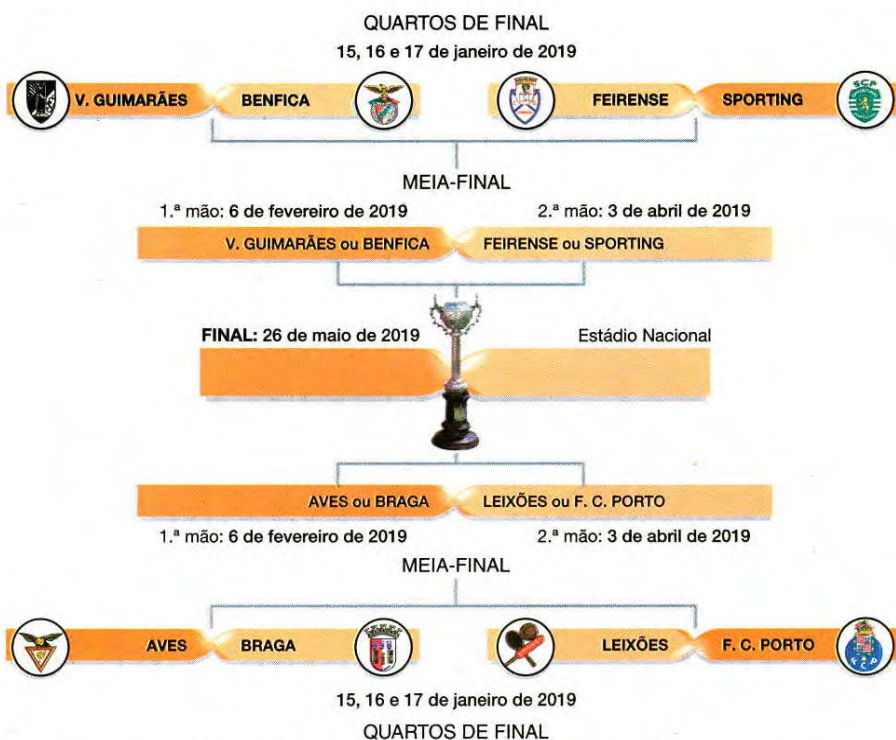 QUARTOS DE FINAL
15, 16 e 17 de janeiro de 2019
V. GUIMARÃES BENFICA FEIRENSE SPORTING
SCP
MEIA-FINAL
1.ª mão: 6 de fevereiro de 2019 2.ª mão: 3 de abril de 2019
V. GUIMARÃES ou BENFICA FEIRENSE ou SPORTING
FINAL: 26 de maio de 2019 Estádio Nacional
AVES ou BRAGA LEIXÕES ou F. C. PORTO
1.ª mão: 6 de fevereiro de 2019 2.ª mão: 3 de abril de 2019
MEIA-FINAL
AVES BRAGA LEIXÕES F. C. PORTO
15, 16 e 17 de janeiro de 2019
QUARTOS DE FINAL